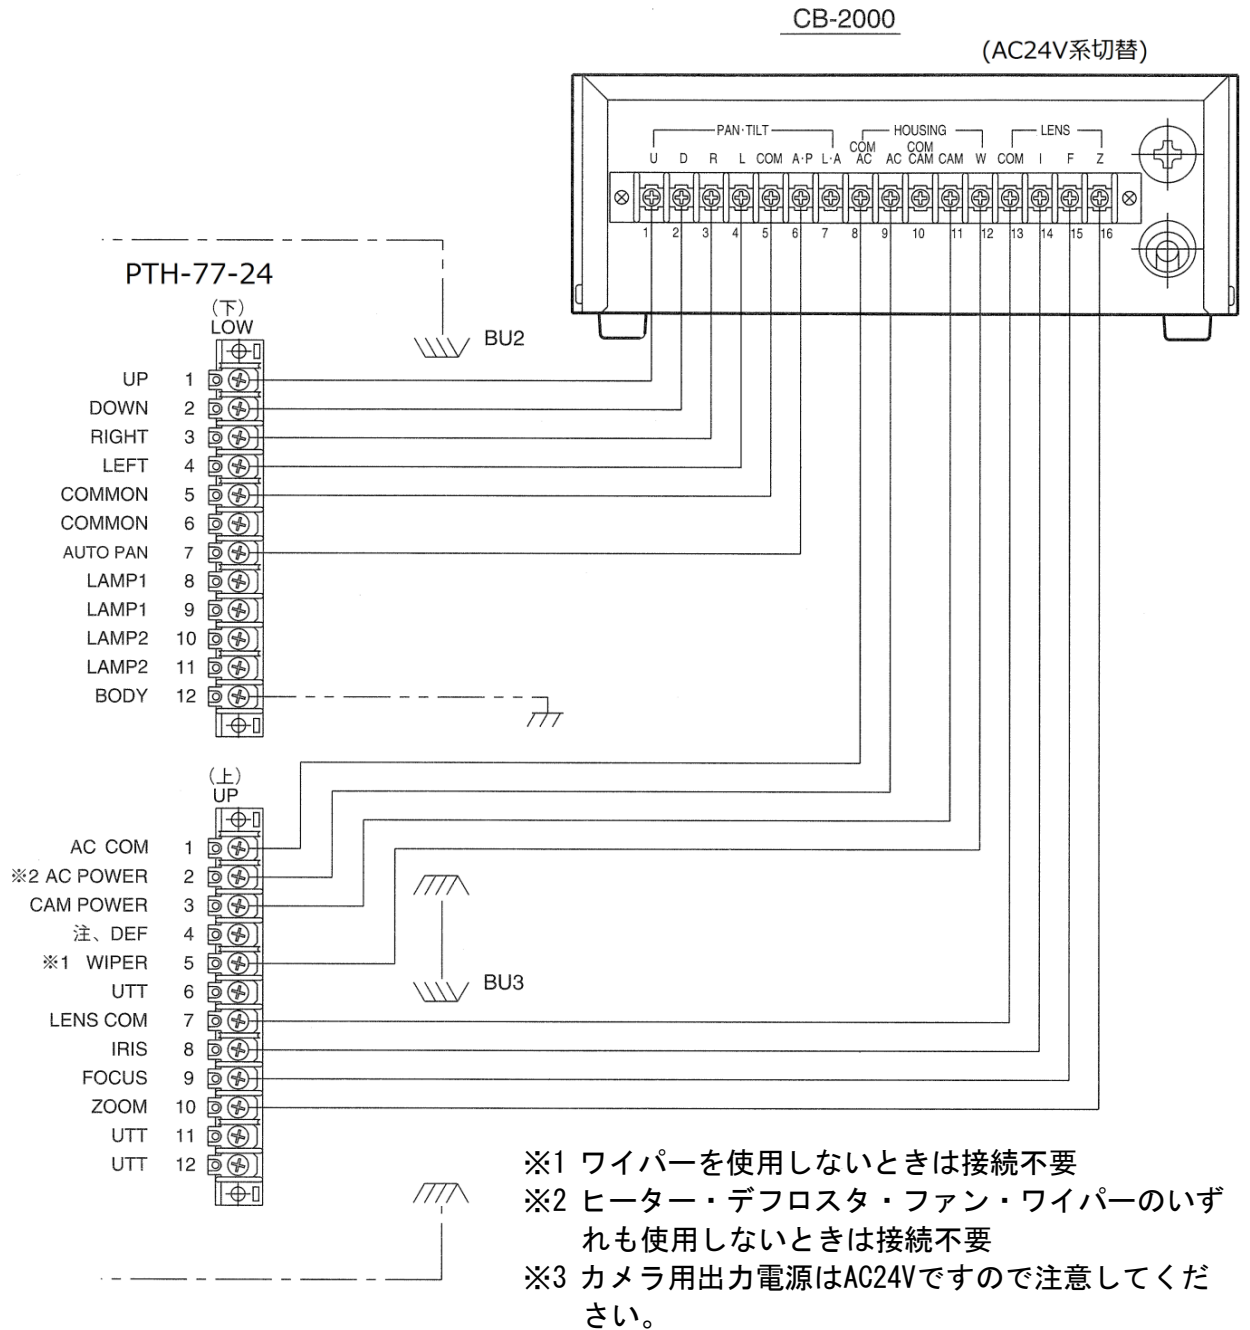 CB-2000
(AC24V系切替)
PAN·TILT
HOUSING
LENS
U D R L COM A·P L·A COM AC AC COM CAM CAM W COM I F Z
1 2 3 4 5 6 7 8 9 10 11 12 13 14 15 16
PTH-77-24
(下)
LOW
BU2
UP 1
DOWN 2
RIGHT 3
LEFT 4
COMMON 5
COMMON 6
AUTO PAN 7
LAMP1 8
LAMP1 9
LAMP2 10
LAMP2 11
BODY 12
(上)
UP
AC COM 1
※2 AC POWER 2
CAM POWER 3
注、DEF 4
※1 WIPER 5
UTT 6
BU3
LENS COM 7
IRIS 8
FOCUS 9
ZOOM 10
UTT 11
UTT 12
※1 ワイパーを使用しないときは接続不要
※2 ヒーター・デフロスタ・ファン・ワイパーのいず
れも使用しないときは接続不要
※3 カメラ用出力電源はAC24Vですので注意してくだ
さい。